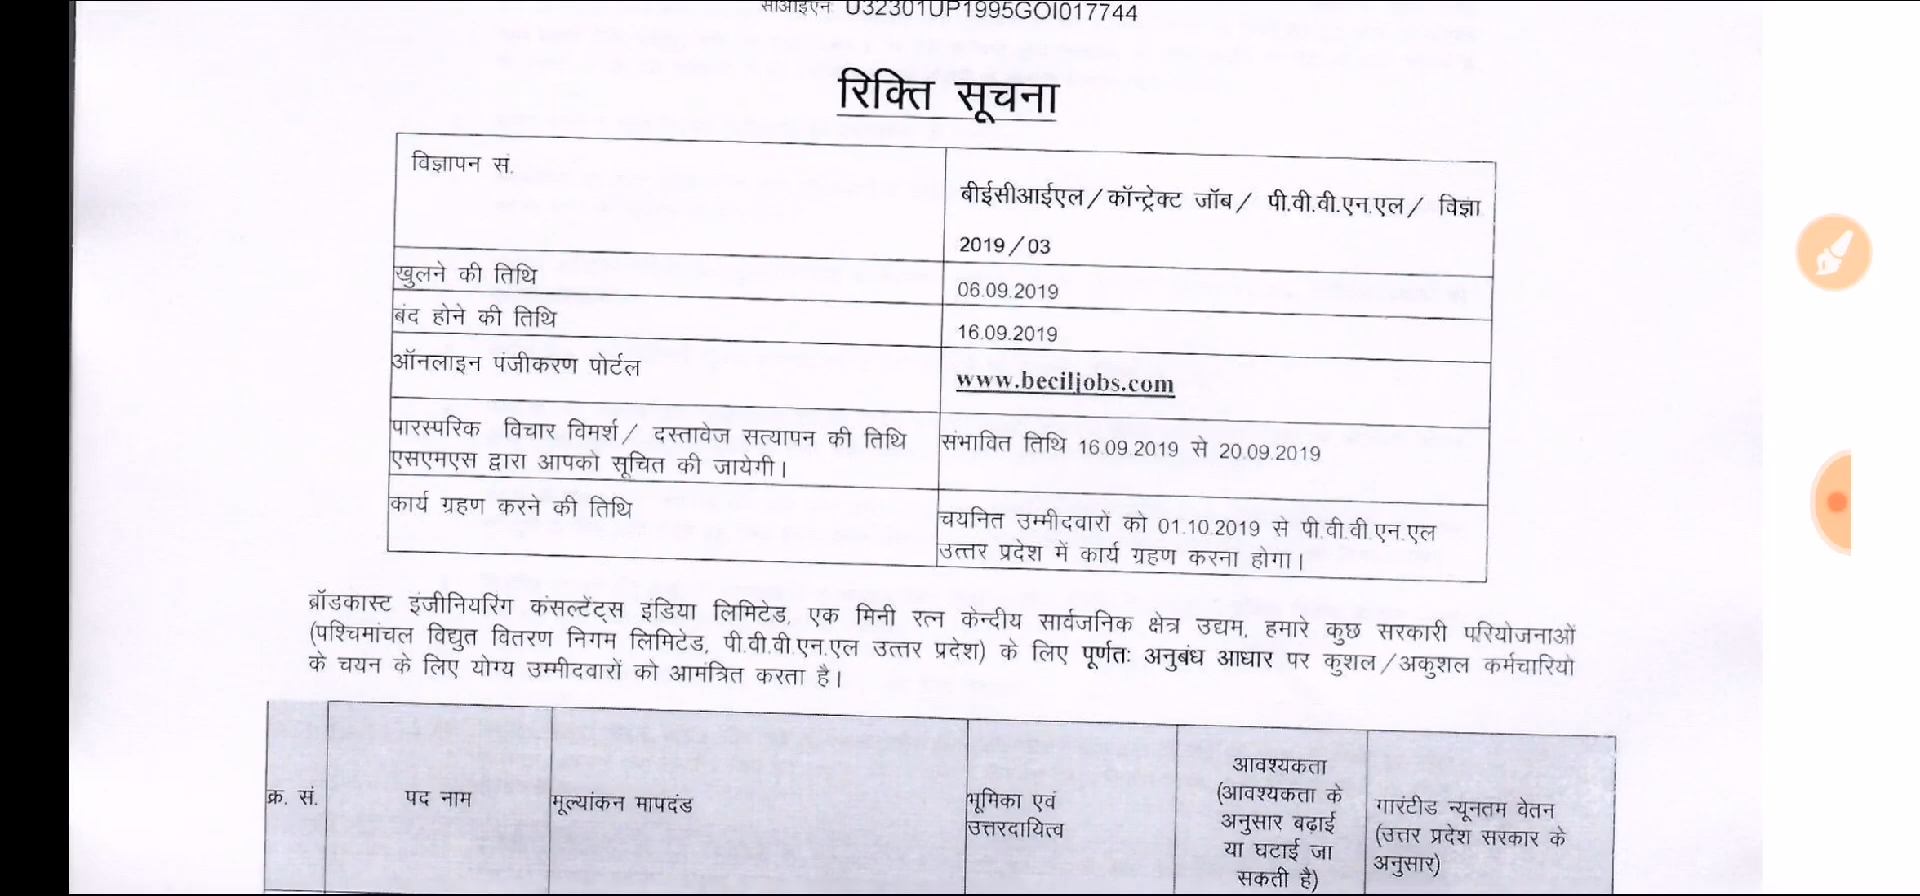 सीआईएन: U32301UP1995GOI017744
रिक्ति सूचना
विज्ञापन सं.
बीईसीआईएल/कॉन्ट्रेक्ट जॉब/ पी.वी.वी.एन.एल/ विज्ञा
2019/03
खुलने की तिथि
06.09.2019
बंद होने की तिथि
16.09.2019
ऑनलाइन पंजीकरण पोर्टल
www.beciljobs.com
पारस्परिक विचार विमर्श/ दस्तावेज सत्यापन की तिथि
एसएमएस द्वारा आपको सूचित की जायेगी।
संभावित तिथि 16.09.2019 से 20.09.2019
कार्य ग्रहण करने की तिथि
चयनित उम्मीदवारों को 01.10.2019 से पी.वी.वी.एन.एल
उत्तर प्रदेश में कार्य ग्रहण करना होगा।
ब्रॉडकास्ट इंजीनियरिंग कंसल्टेंट्स इंडिया लिमिटेड, एक मिनी रत्न केन्दीय सार्वजनिक क्षेत्र उद्यम, हमारे कुछ सरकारी परियोजनाओं
(पश्चिमांचल विद्युत वितरण निगम लिमिटेड, पी.वी.वी.एन.एल उत्तर प्रदेश) के लिए पूर्णतः अनुबंध आधार पर कुशल/अकुशल कर्मचारियो
के चयन के लिए योग्य उम्मीदवारों को आमंत्रित करता है।
क्र. सं.
पद नाम
मूल्यांकन मापदंड
भूमिका एवं
उत्तरदायित्व
आवश्यकता
(आवश्यकता के
अनुसार बढ़ाई
या घटाई जा
सकती है)
गारंटीड न्यूनतम वेतन
(उत्तर प्रदेश सरकार के
अनुसार)